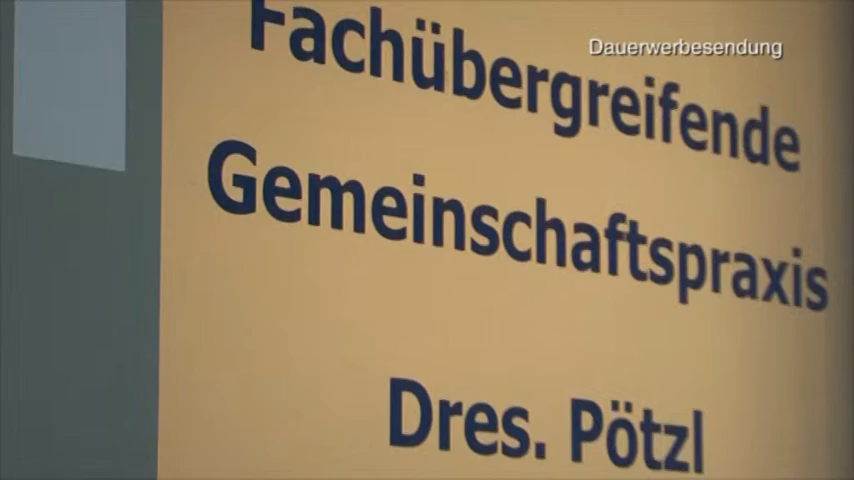 Dauerwerbesendung
Fachübergreifende
Gemeinschaftspraxis
Dres. Pötzl